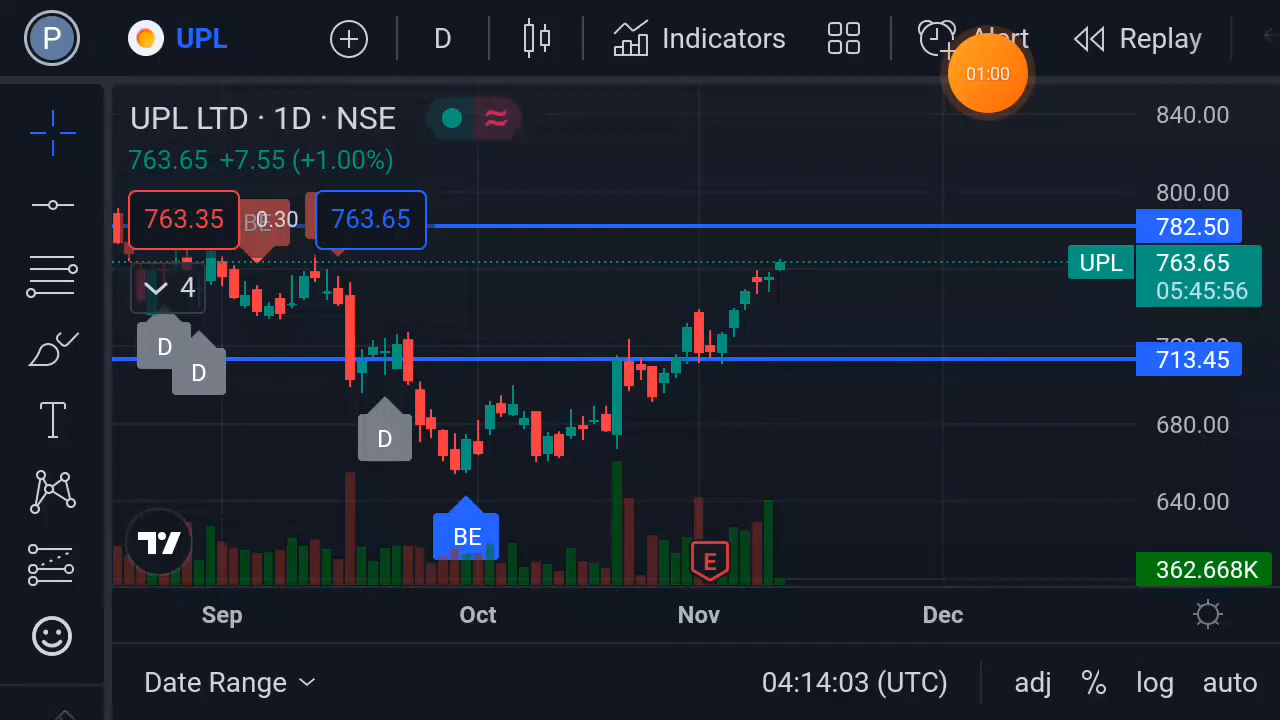 P UPL D Indicators Alert Replay
01:00
UPL LTD · 1D · NSE
763.65 +7.55 (+1.00%)
763.35 0.30 763.65
BE
4
D
D
D
BE
E
840.00
800.00
782.50
UPL 763.65
05:45:56
713.45
680.00
640.00
362.668K
Sep Oct Nov Dec
Date Range 04:14:03 (UTC) adj % log auto